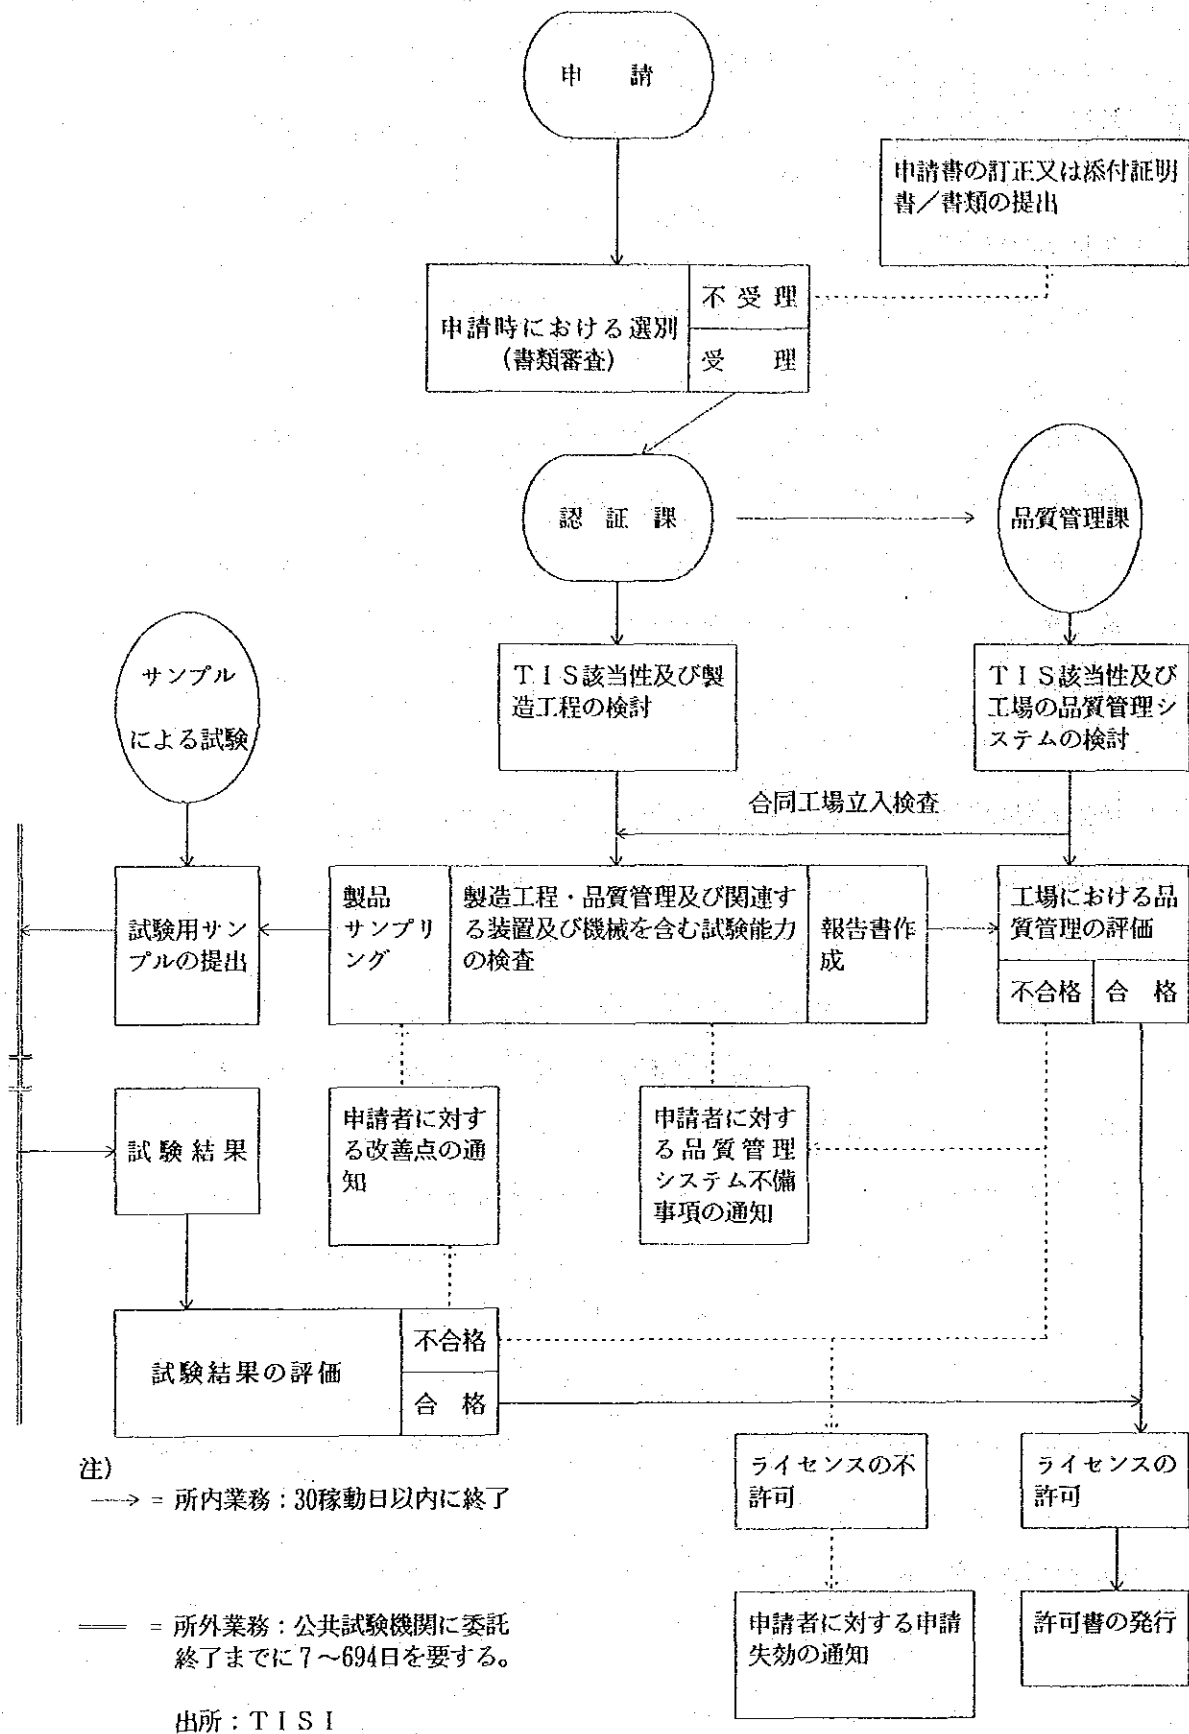 申 請
申請書の訂正又は添付証明
書／書類の提出
不 受 理
申請時における選別
(書類審査)
受 理
認 証 課
品質管理課
サンプル
による試験
ＴＩＳ該当性及び製
造工程の検討
ＴＩＳ該当性及び
工場の品質管理シ
ステムの検討
合同工場立入検査
試験用サン
プルの提出
製品
サンプリ
ング
製造工程・品質管理及び関連す
る装置及び機械を含む試験能力
の検査
報告書作
成
工場における品
質管理の評価
不合格
合 格
試 験 結 果
申請者に対す
る改善点の通
知
申請者に対す
る品質管理
システム不備
事項の通知
試験結果の評価
不合格
合 格
ライセンスの不
許可
ライセンスの
許可
申請者に対する申請
失効の通知
許可書の発行
注)
= 所内業務：30稼動日以内に終了
= 所外業務：公共試験機関に委託
終了までに７～694日を要する。
出所：ＴＩＳＩ